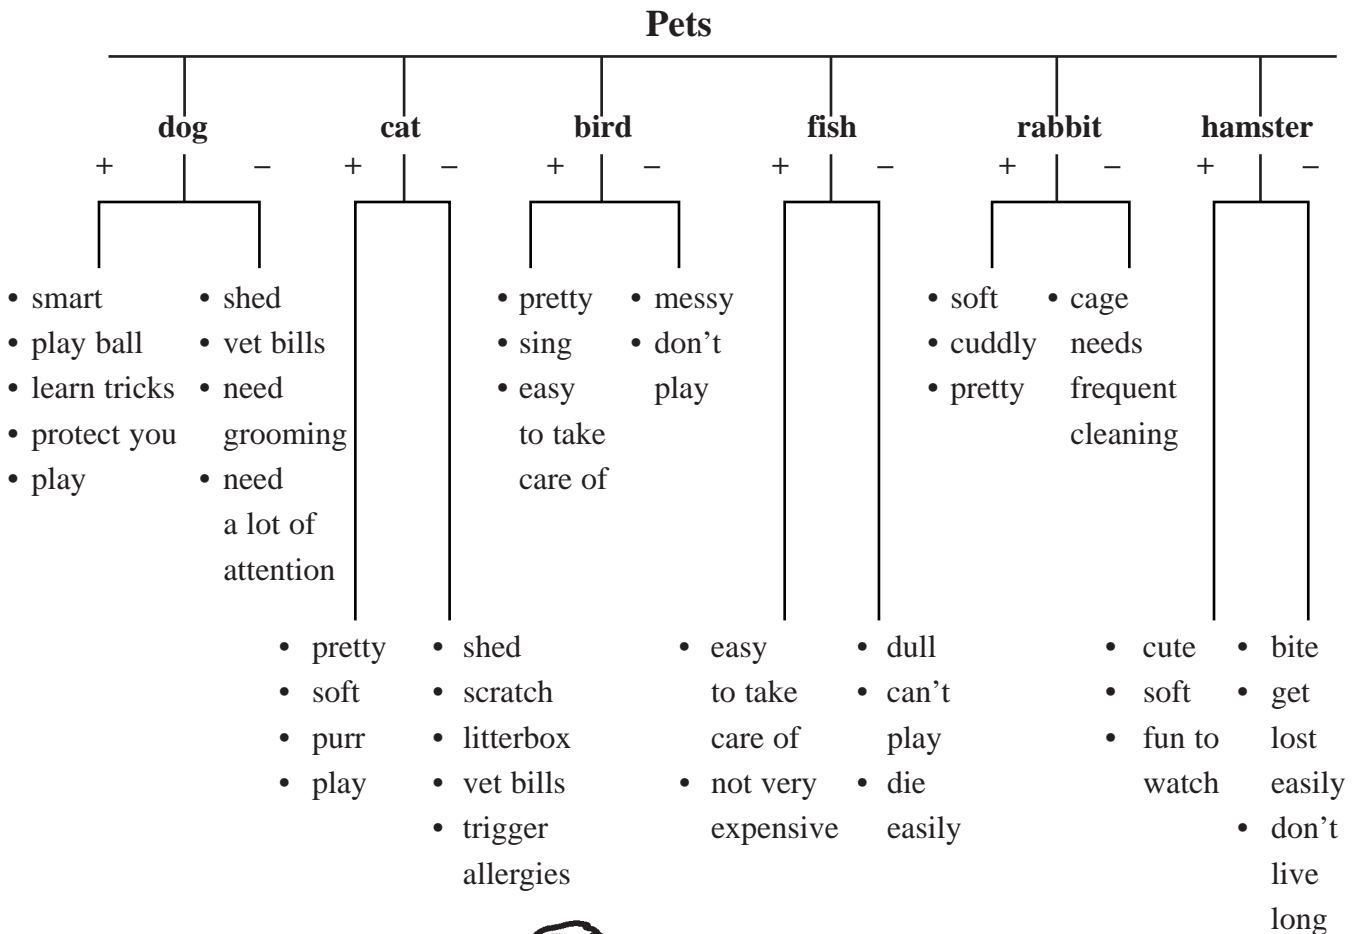 Pets
dog cat bird fish rabbit hamster
+ – + – + – + – + – + –
• smart
• play ball
• learn tricks
• protect you
• play
• shed
• vet bills
• need
grooming
• need
a lot of
attention
• pretty
• soft
• purr
• play
• shed
• scratch
• litterbox
• vet bills
• trigger
allergies
• pretty
• sing
• easy
to take
care of
• messy
• don’t
play
• easy
to take
care of
• not very
expensive
• dull
• can't
play
• die
easily
• soft
• cuddly
• pretty
• cage
needs
frequent
cleaning
• cute
• soft
• fun to
watch
• bite
• get
lost
easily
• don’t
live
long